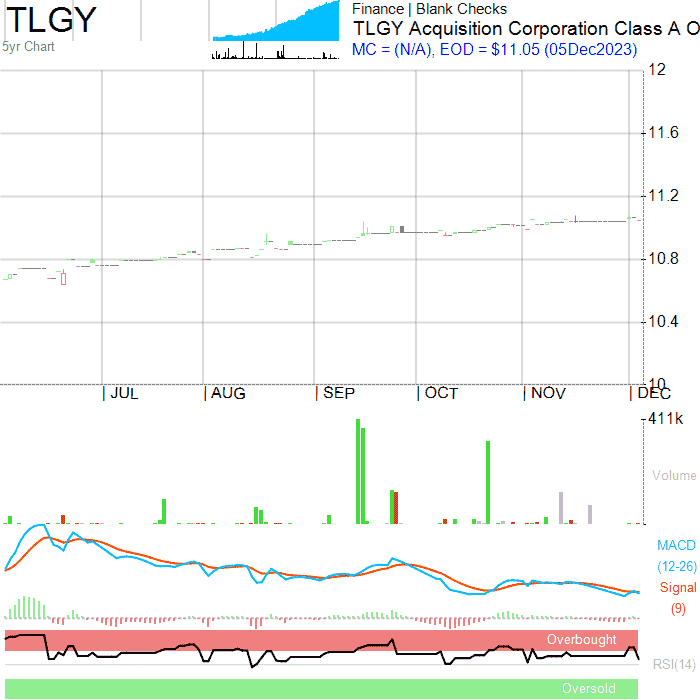 TLGY
5yr Chart
Finance | Blank Checks
TLGY Acquisition Corporation Class A O
MC = (N/A), EOD = $11.05 (05Dec2023)
12
11.6
11.2
10.8
10.4
10
JUL
AUG
SEP
OCT
NOV
DEC
411k
Volume
MACD
(12-26)
Signal
(9)
Overbought
RSI(14)
Oversold